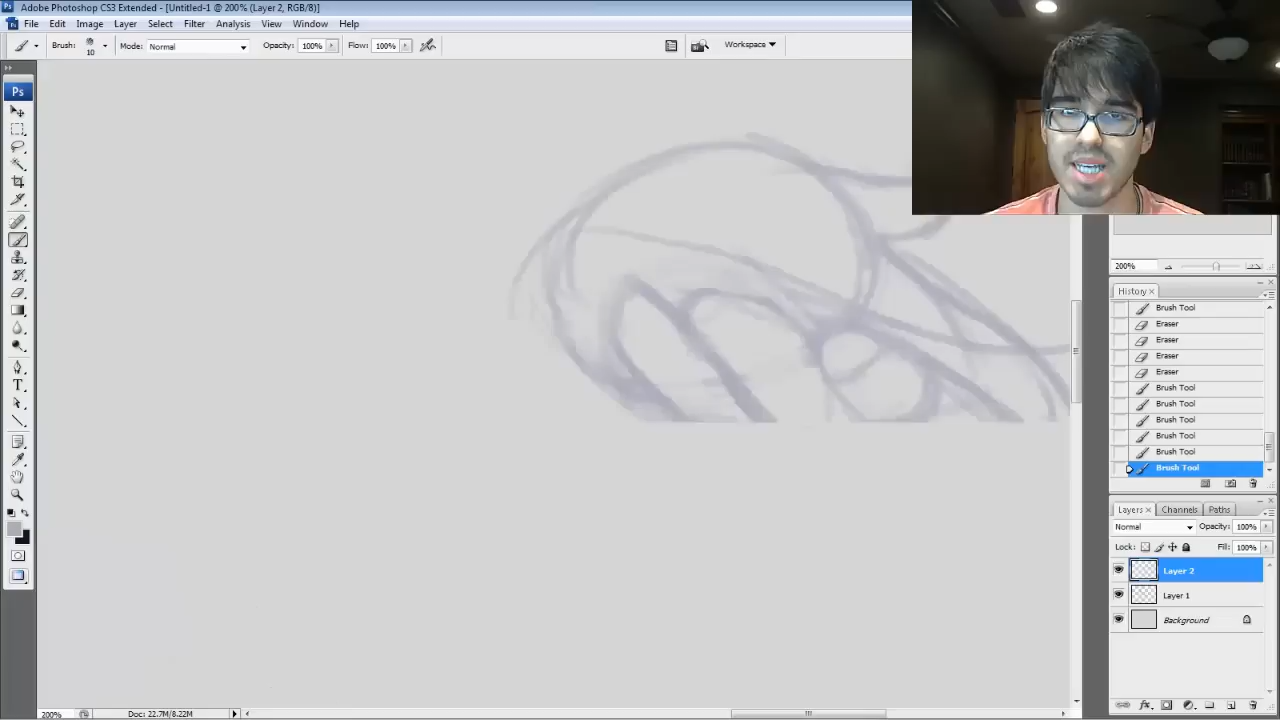 Adobe Photoshop CS3 Extended - [Untitled-1 @ 200% (Layer 2, RGB/8)]
File Edit Image Layer Select Filter Analysis View Window Help
Brush: 10 Mode: Normal Opacity: 100% Flow: 100% Workspace
Ps
T
200%
History
Brush Tool
Eraser
Eraser
Eraser
Eraser
Brush Tool
Brush Tool
Brush Tool
Brush Tool
Brush Tool
Brush Tool
Layers Channels Paths
Normal Opacity: 100%
Lock: Fill: 100%
Layer 2
Layer 1
Background
200% Doc: 22.7M/8.22M